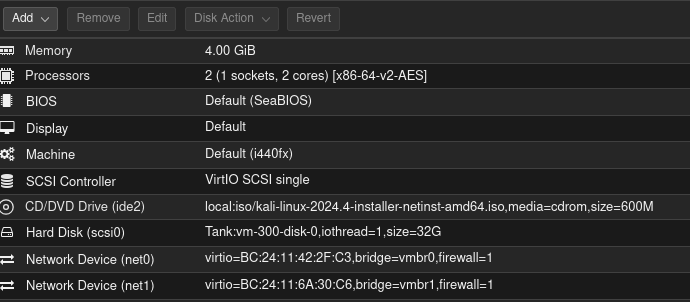 Add Remove Edit Disk Action Revert
Memory 4.00 GiB
Processors 2 (1 sockets, 2 cores) [x86-64-v2-AES]
BIOS Default (SeaBIOS)
Display Default
Machine Default (i440fx)
SCSI Controller VirtIO SCSI single
CD/DVD Drive (ide2) local:iso/kali-linux-2024.4-installer-netinst-amd64.iso,media=cdrom,size=600M
Hard Disk (scsi0) Tank:vm-300-disk-0,iothread=1,size=32G
Network Device (net0) virtio=BC:24:11:42:2F:C3,bridge=vmbr0,firewall=1
Network Device (net1) virtio=BC:24:11:6A:30:C6,bridge=vmbr1,firewall=1